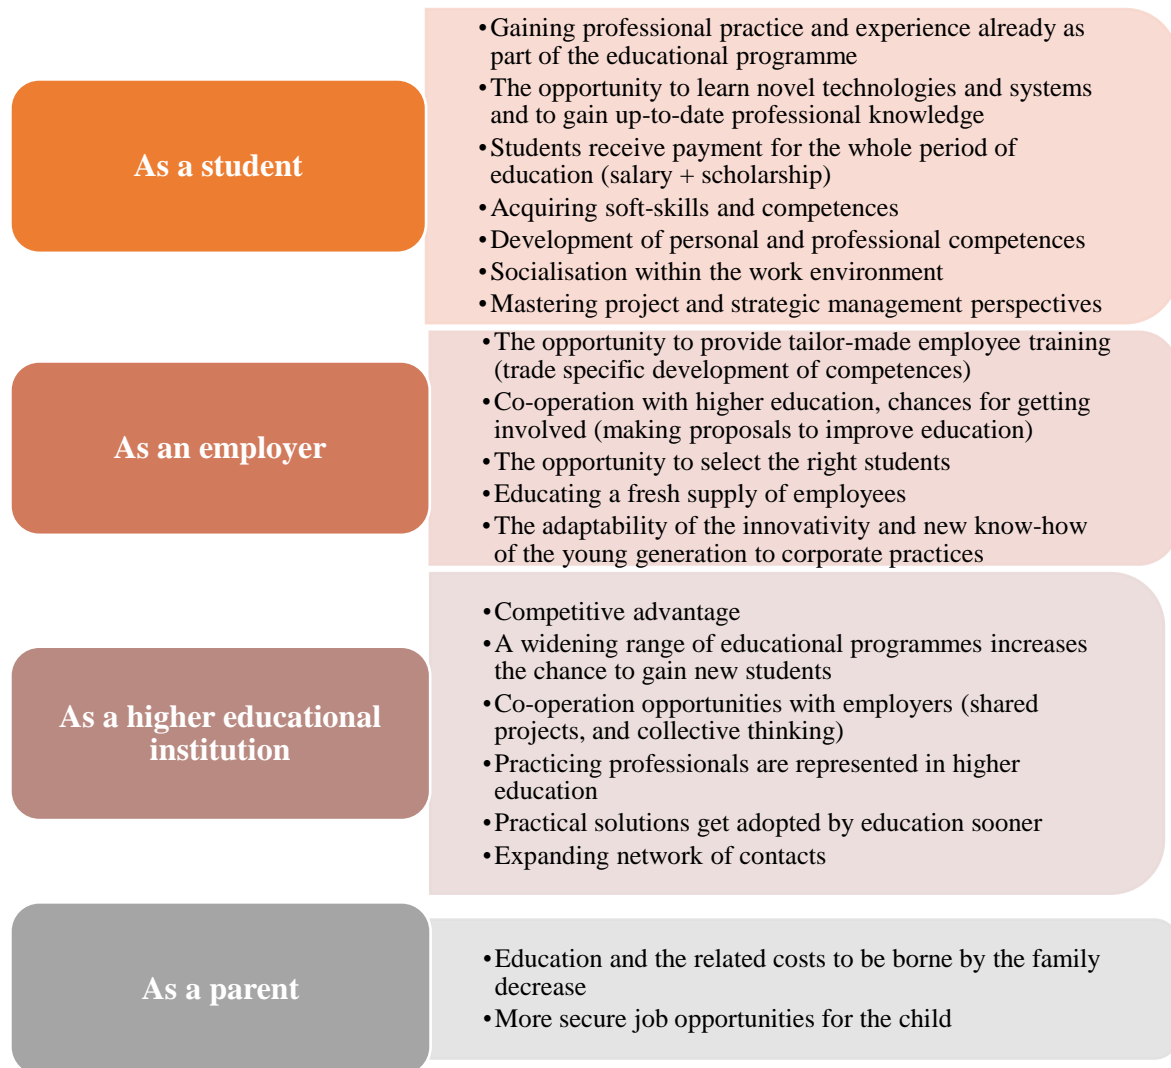 As a student
•Gaining professional practice and experience already as
part of the educational programme
•The opportunity to learn novel technologies and systems
and to gain up-to-date professional knowledge
•Students receive payment for the whole period of
education (salary + scholarship)
•Acquiring soft-skills and competences
•Development of personal and professional competences
•Socialisation within the work environment
•Mastering project and strategic management perspectives
As an employer
•The opportunity to provide tailor-made employee training
(trade specific development of competences)
•Co-operation with higher education, chances for getting
involved (making proposals to improve education)
•The opportunity to select the right students
•Educating a fresh supply of employees
•The adaptability of the innovativity and new know-how
of the young generation to corporate practices
As a higher educational
institution
•Competitive advantage
•A widening range of educational programmes increases
the chance to gain new students
•Co-operation opportunities with employers (shared
projects, and collective thinking)
•Practicing professionals are represented in higher
education
•Practical solutions get adopted by education sooner
•Expanding network of contacts
As a parent
•Education and the related costs to be borne by the family
decrease
•More secure job opportunities for the child